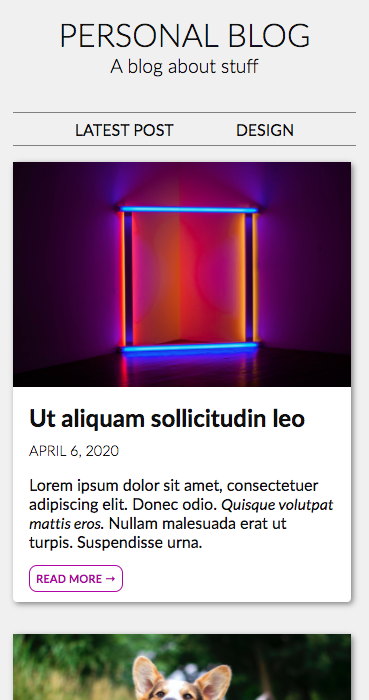 PERSONAL BLOG
A blog about stuff
LATEST POST DESIGN
Ut aliquam sollicitudin leo
APRIL 6, 2020
Lorem ipsum dolor sit amet, consectetuer
adipiscing elit. Donec odio. Quisque volutpat
mattis eros. Nullam malesuada erat ut
turpis. Suspendisse urna.
READ MORE →